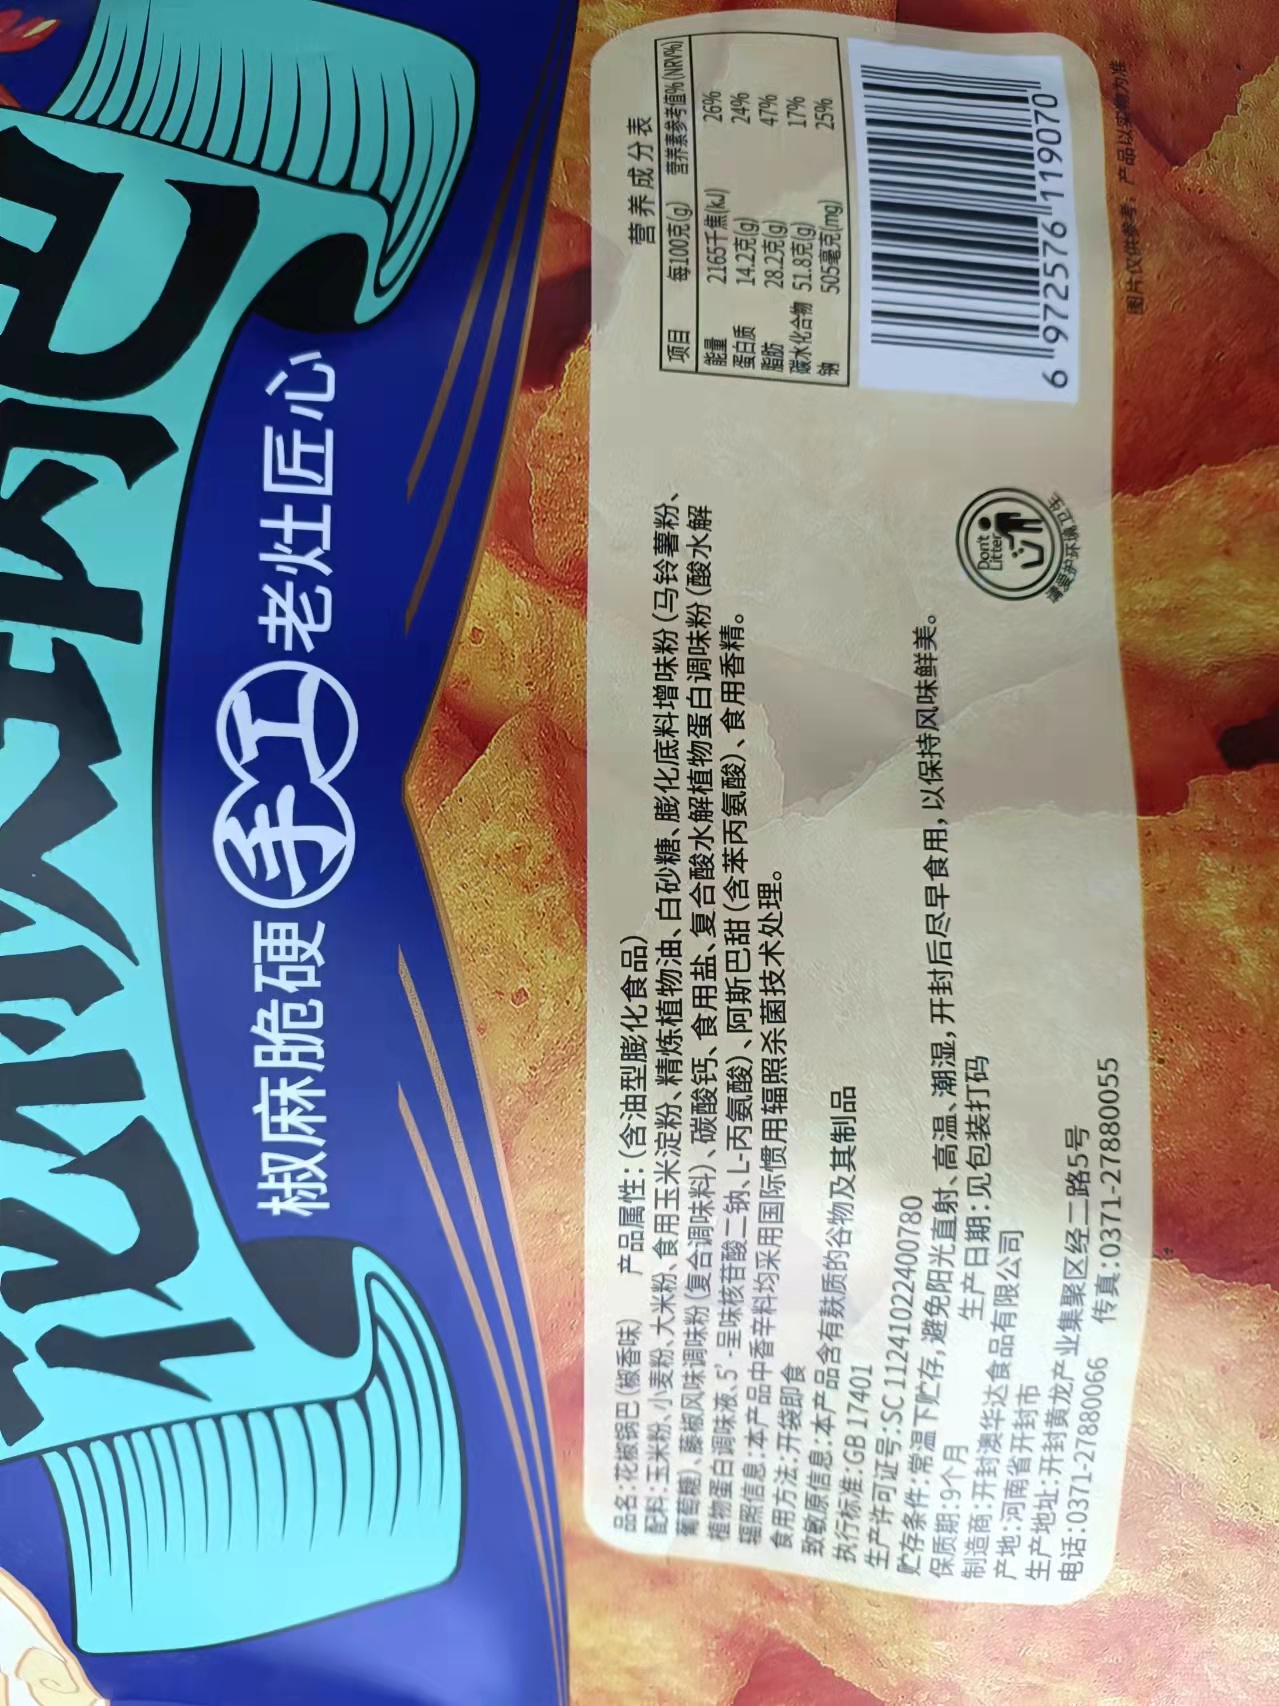 椒麻脆硬手工老灶匠心
品名:花椒锅巴(椒香味) 产品属性:(含油型膨化食品)
配料:玉米粉、小麦粉、大米粉、食用玉米淀粉、精炼植物油、白砂糖、膨化底料增味粉(马铃薯粉、
葡萄糖)、藤椒风味调味粉(复合调味料)、碳酸钙、食用盐、复合酸水解植物蛋白调味粉(酸水解
植物蛋白调味液、5'-呈味核苷酸二钠、L-丙氨酸)、阿斯巴甜(含苯丙氨酸)、食用香精。
辐照信息:本产品中香辛料均采用国际惯用辐照杀菌技术处理。
食用方法:开袋即食
致敏原信息:本产品含有麸质的谷物及其制品
执行标准:GB 17401
生产许可证号:SC11241022400780
贮存条件:常温下贮存,避免阳光直射、高温、潮湿,开封后尽早食用,以保持风味鲜美。
保质期:9个月 生产日期:见包装打码
制造商:开封澳华达食品有限公司
产地:河南省开封市
生产地址:开封黄龙产业集聚区经二路5号
电话:0371-27880066 传真:0371-27880055
营养成分表
项目 每100克(g) 营养素参考值%(NRV%)
能量 2165千焦(kJ) 26%
蛋白质 14.2克(g) 24%
脂肪 28.2克(g) 47%
碳水化合物 51.8克(g) 17%
钠 505毫克(mg) 25%
6 972576 119070
Don't
Litter
请爱护环境卫生
图片仅供参考,产品以实物为准